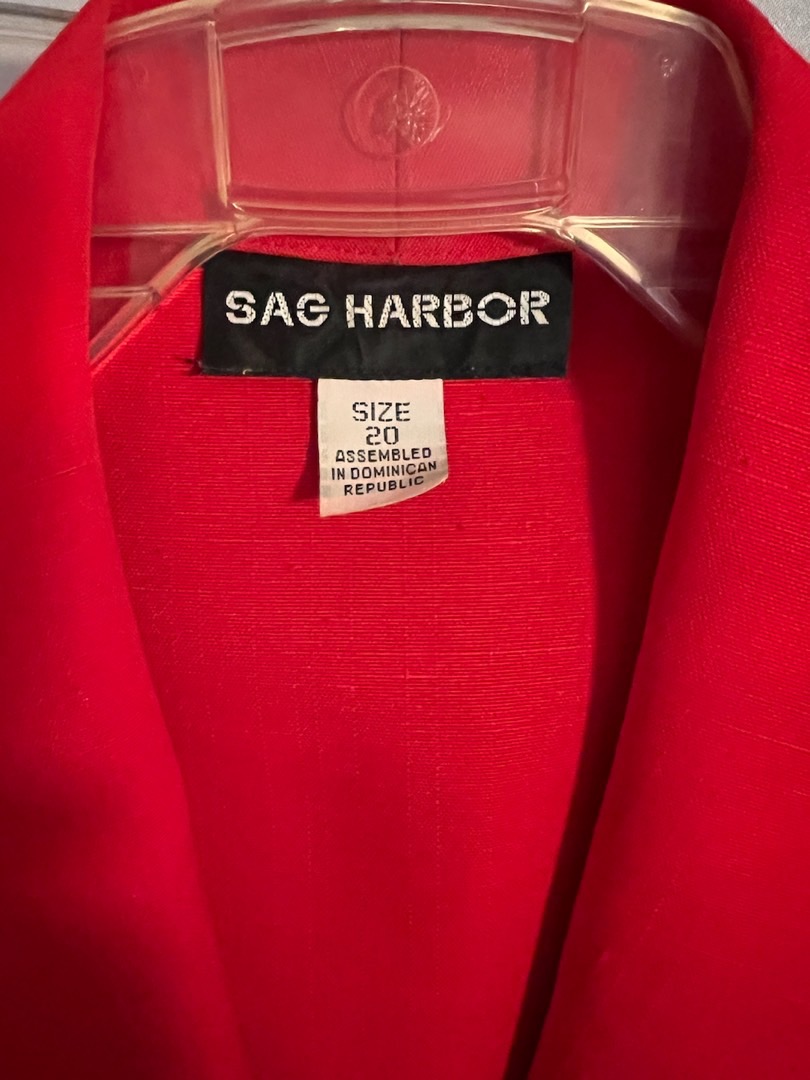 SAG HARBOR
SIZE
20
ASSEMBLED
IN DOMINICAN
REPUBLIC